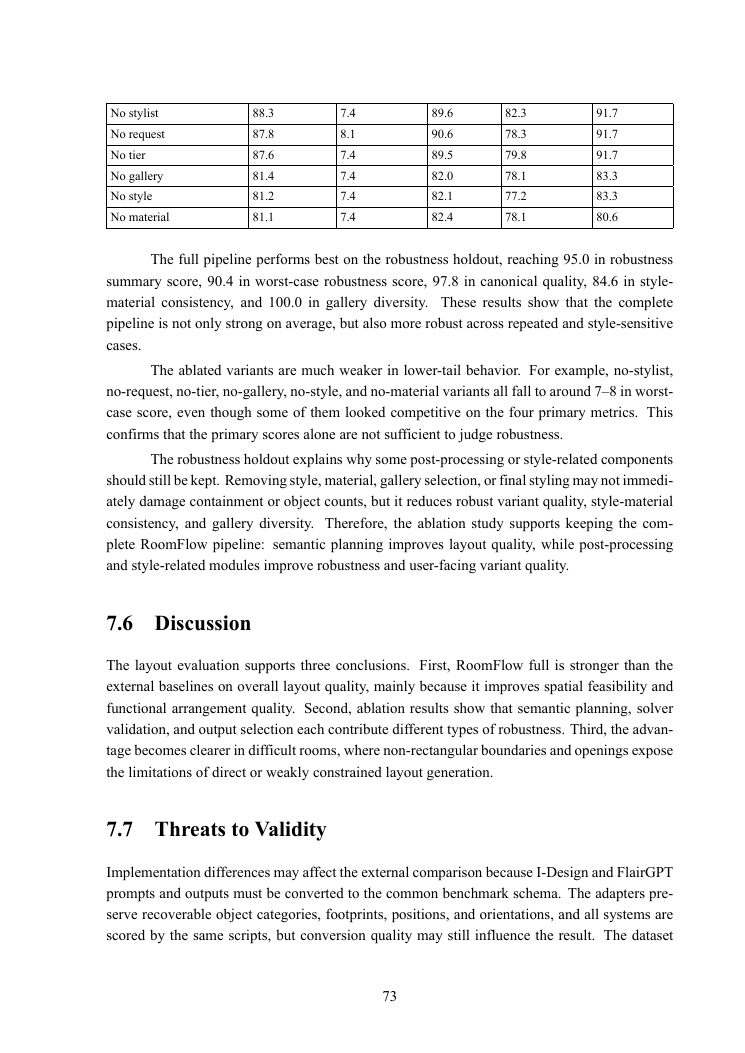 No stylist 88.3 7.4 89.6 82.3 91.7
No request 87.8 8.1 90.6 78.3 91.7
No tier 87.6 7.4 89.5 79.8 91.7
No gallery 81.4 7.4 82.0 78.1 83.3
No style 81.2 7.4 82.1 77.2 83.3
No material 81.1 7.4 82.4 78.1 80.6
The full pipeline performs best on the robustness holdout, reaching 95.0 in robustness
summary score, 90.4 in worst-case robustness score, 97.8 in canonical quality, 84.6 in style-
material consistency, and 100.0 in gallery diversity. These results show that the complete
pipeline is not only strong on average, but also more robust across repeated and style-sensitive
cases.
The ablated variants are much weaker in lower-tail behavior. For example, no-stylist,
no-request, no-tier, no-gallery, no-style, and no-material variants all fall to around 7–8 in worst-
case score, even though some of them looked competitive on the four primary metrics. This
confirms that the primary scores alone are not sufficient to judge robustness.
The robustness holdout explains why some post-processing or style-related components
should still be kept. Removing style, material, gallery selection, or final styling may not immedi-
ately damage containment or object counts, but it reduces robust variant quality, style-material
consistency, and gallery diversity. Therefore, the ablation study supports keeping the com-
plete RoomFlow pipeline: semantic planning improves layout quality, while post-processing
and style-related modules improve robustness and user-facing variant quality.
7.6 Discussion
The layout evaluation supports three conclusions. First, RoomFlow full is stronger than the
external baselines on overall layout quality, mainly because it improves spatial feasibility and
functional arrangement quality. Second, ablation results show that semantic planning, solver
validation, and output selection each contribute different types of robustness. Third, the advan-
tage becomes clearer in difficult rooms, where non-rectangular boundaries and openings expose
the limitations of direct or weakly constrained layout generation.
7.7 Threats to Validity
Implementation differences may affect the external comparison because I-Design and FlairGPT
prompts and outputs must be converted to the common benchmark schema. The adapters pre-
serve recoverable object categories, footprints, positions, and orientations, and all systems are
scored by the same scripts, but conversion quality may still influence the result. The dataset
73